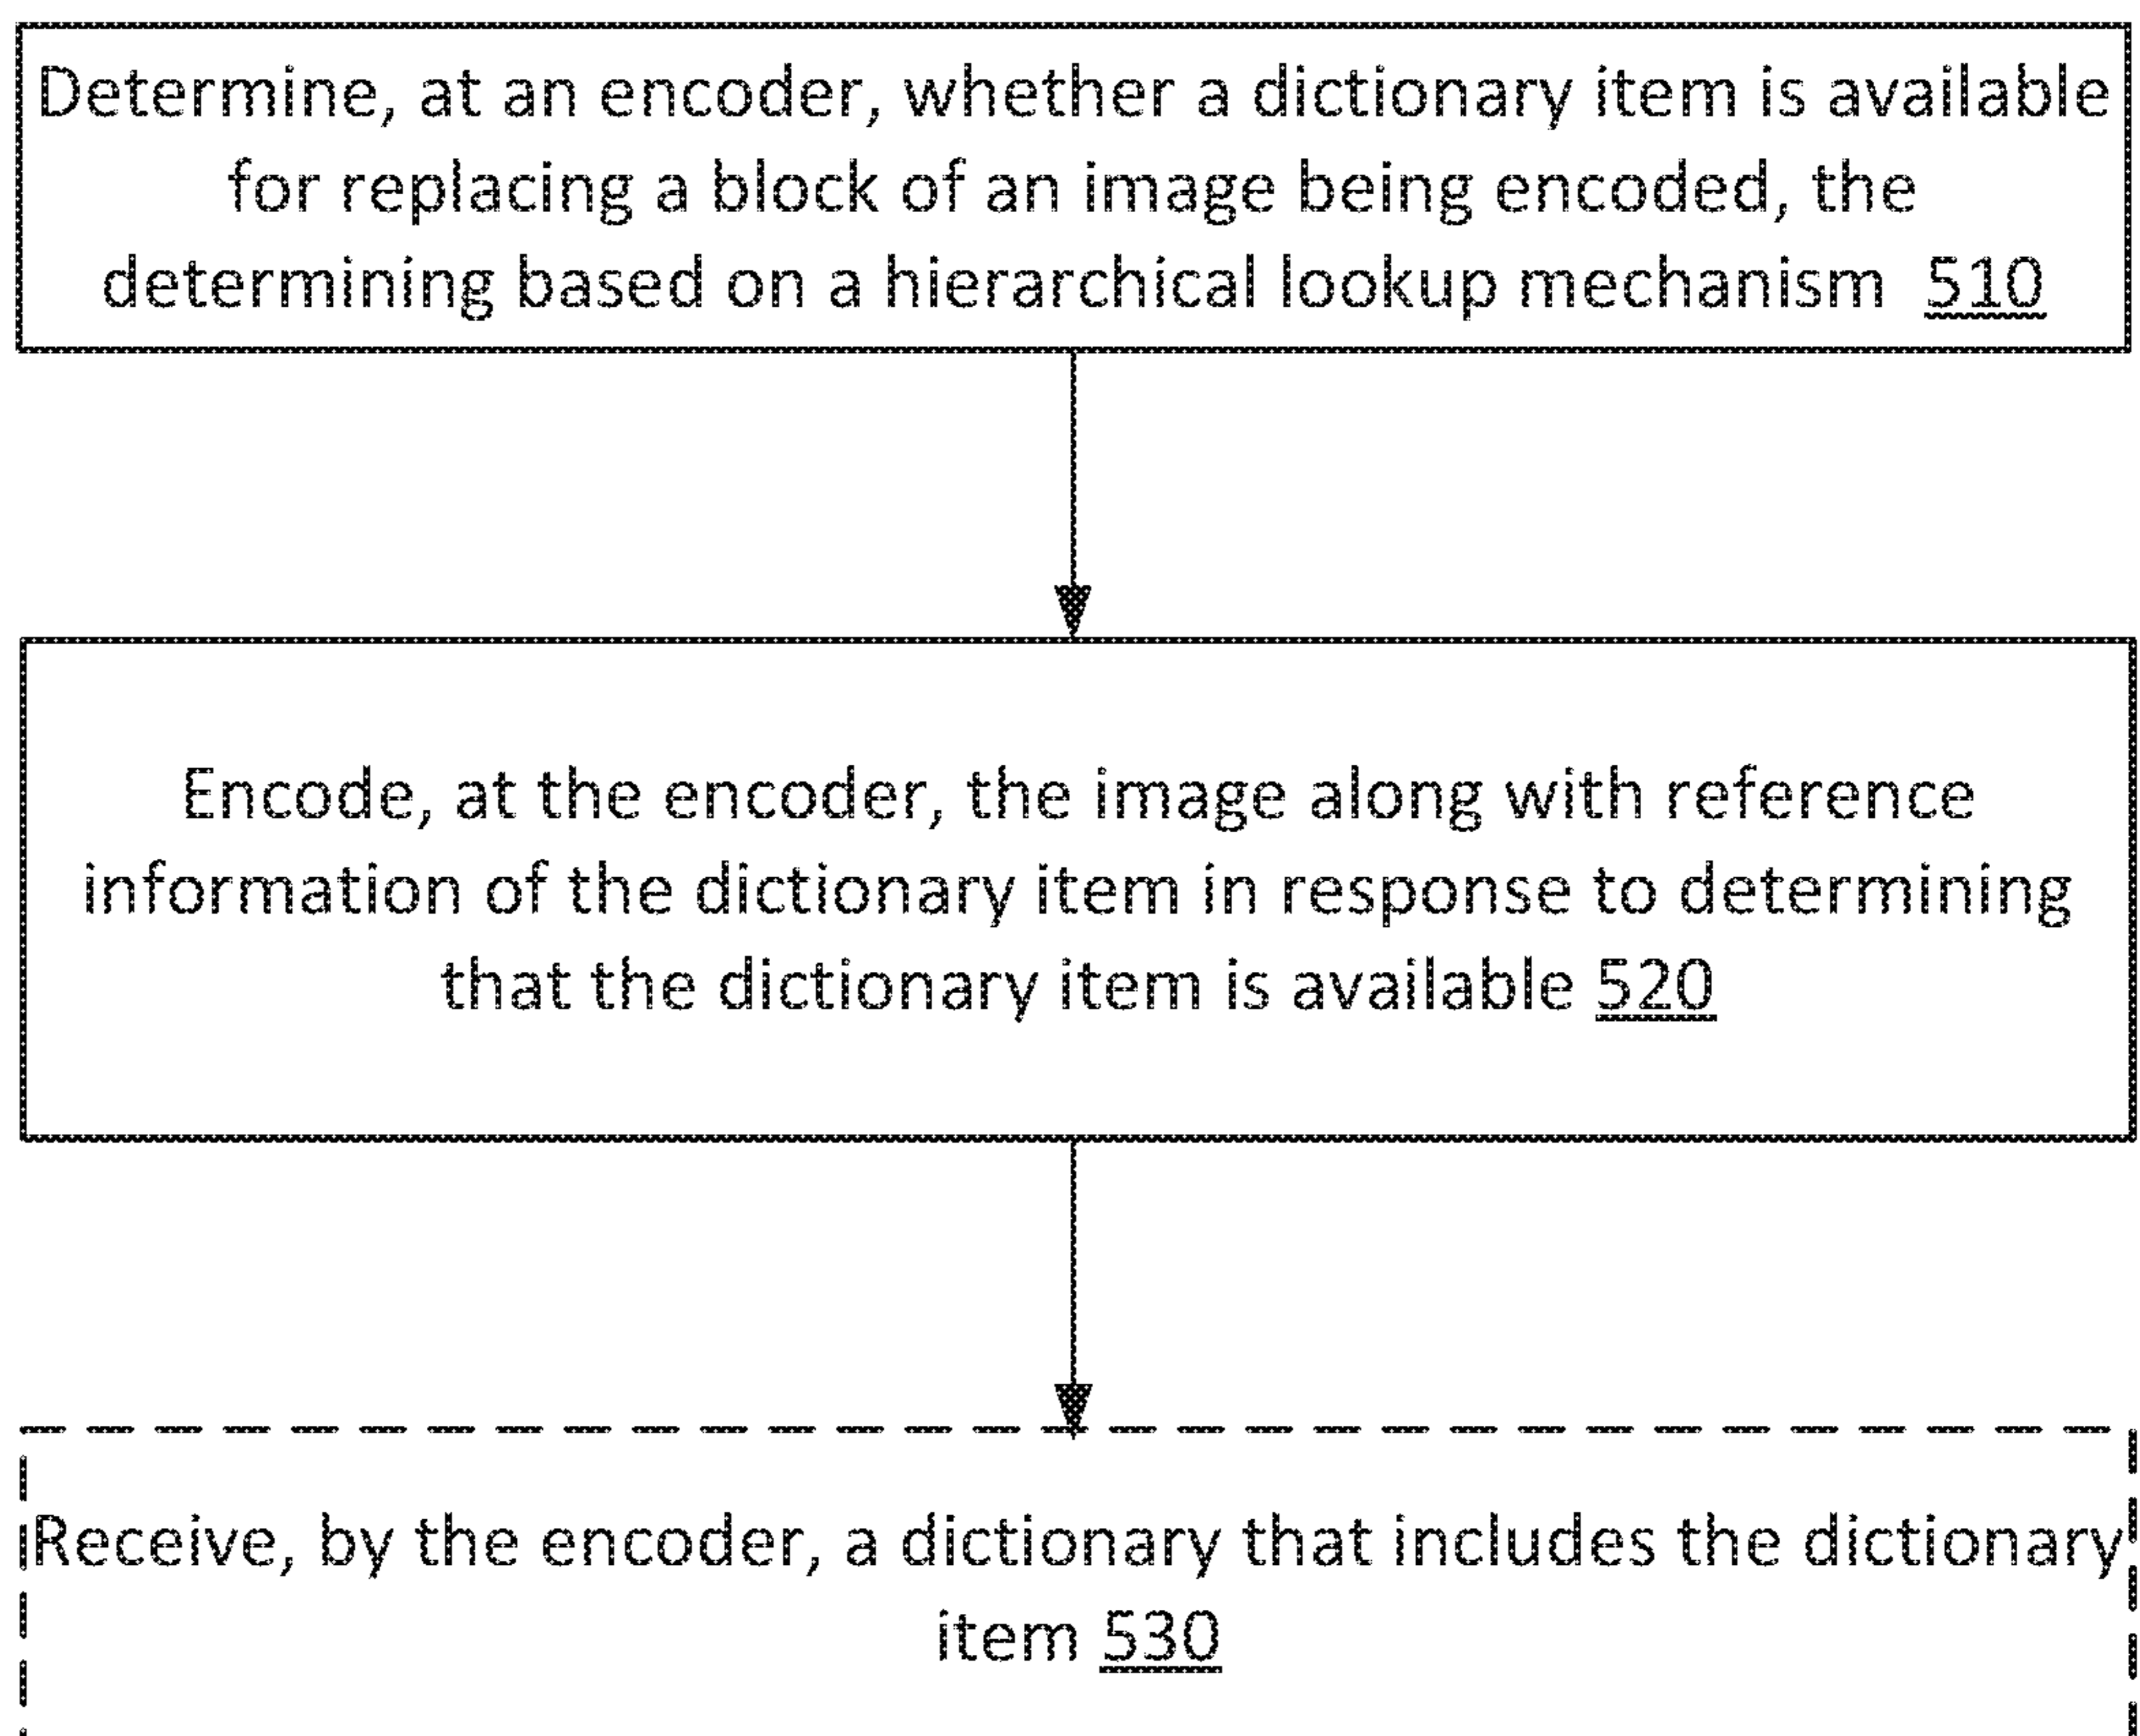 Determine, at an encoder, whether a dictionary item is available
for replacing a block of an image being encoded, the
determining based on a hierarchical lookup mechanism 510
Encode, at the encoder, the image along with reference
information of the dictionary item in response to determining
that the dictionary item is available 520
Receive, by the encoder, a dictionary that includes the dictionary
item 530